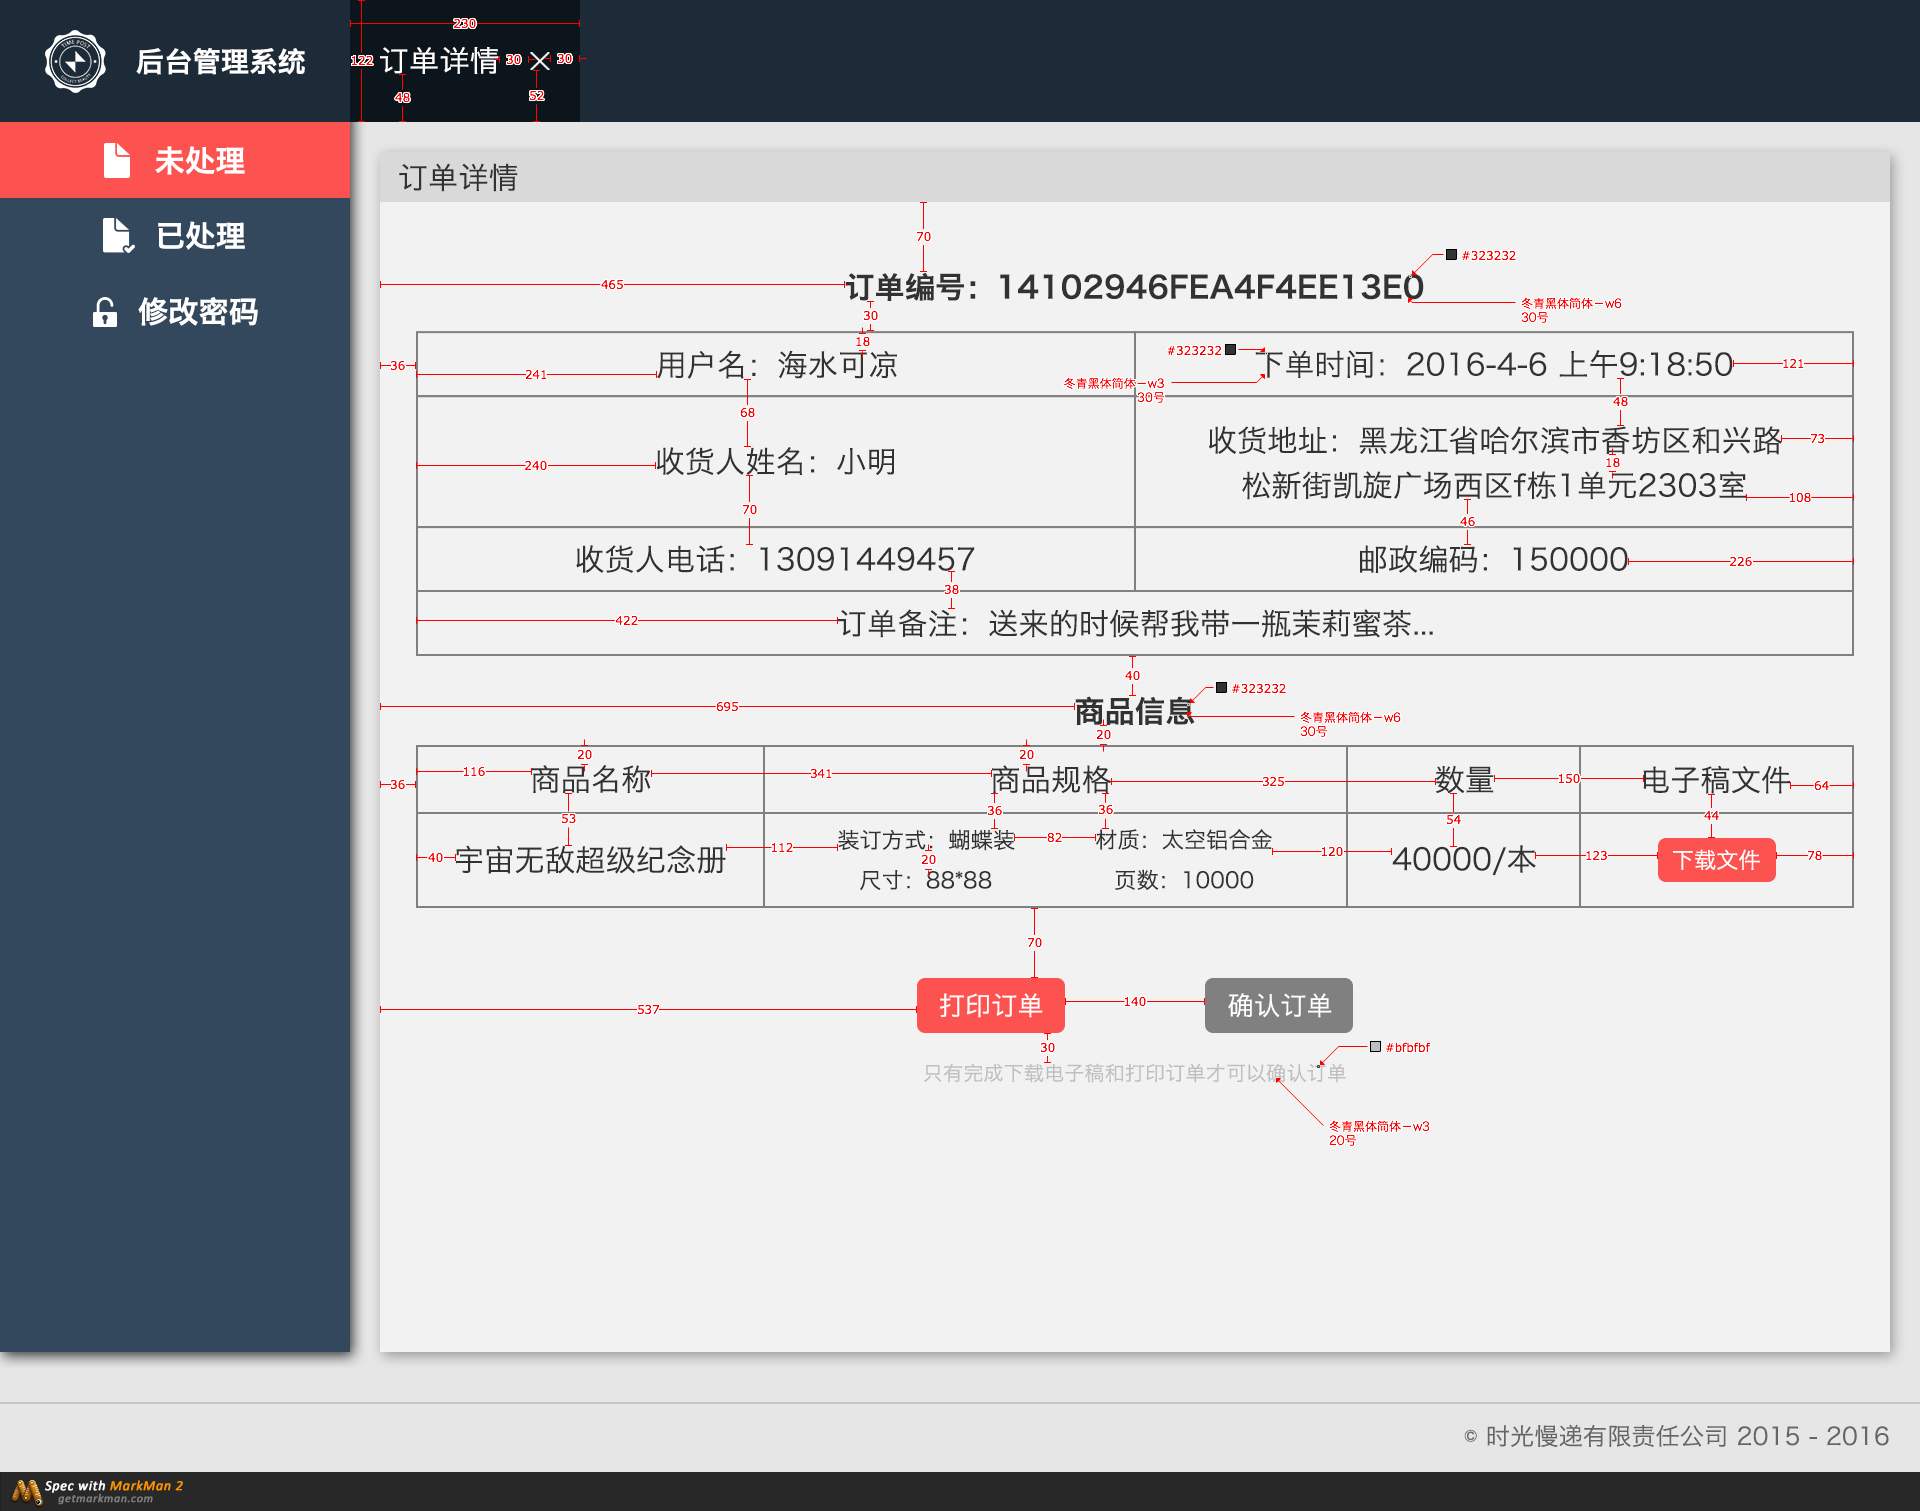 230
后台管理系统
122 订单详情 30 × 30
48 52
未处理
已处理
修改密码
订单详情
70
#323232
465 订单编号：14102946FEA4F4EE13E0
冬青黑体简体-w6
30号
30
18
36 241 用户名：海水可凉
#323232 下单时间：2016-4-6 上午9:18:50 121
冬青黑体简体-w3
30号
68 48
240 收货人姓名：小明
收货地址：黑龙江省哈尔滨市香坊区和兴路 73
18
松新街凯旋广场西区f栋1单元2303室 108
70 46
收货人电话：13091449457
邮政编码：150000 226
38
422 订单备注：送来的时候帮我带一瓶茉莉蜜茶...
40
#323232
695 商品信息
冬青黑体简体-w6
30号
20
20 20
36 116 商品名称 341 商品规格 325 数量 150 电子稿文件 64
53 36 36 54 44
40 宇宙无敌超级纪念册 112 装订方式：蝴蝶装 82 材质：太空铝合金 120 40000/本 123 下载文件 78
20
尺寸：88*88 页数：10000
70
537 打印订单 140 确认订单
30
#bfbfbf
只有完成下载电子稿和打印订单才可以确认订单
冬青黑体简体-w3
20号
© 时光慢递有限责任公司 2015 - 2016
Spec with MarkMan 2
getmarkman.com